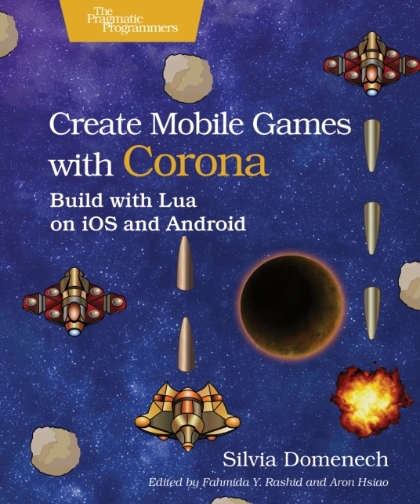 The
Pragmatic
Programmers
Create Mobile Games
with Corona
Build with Lua
on iOS and Android
Silvia Domenech
Edited by Fahmida Y. Rashid and Aron Hsiao